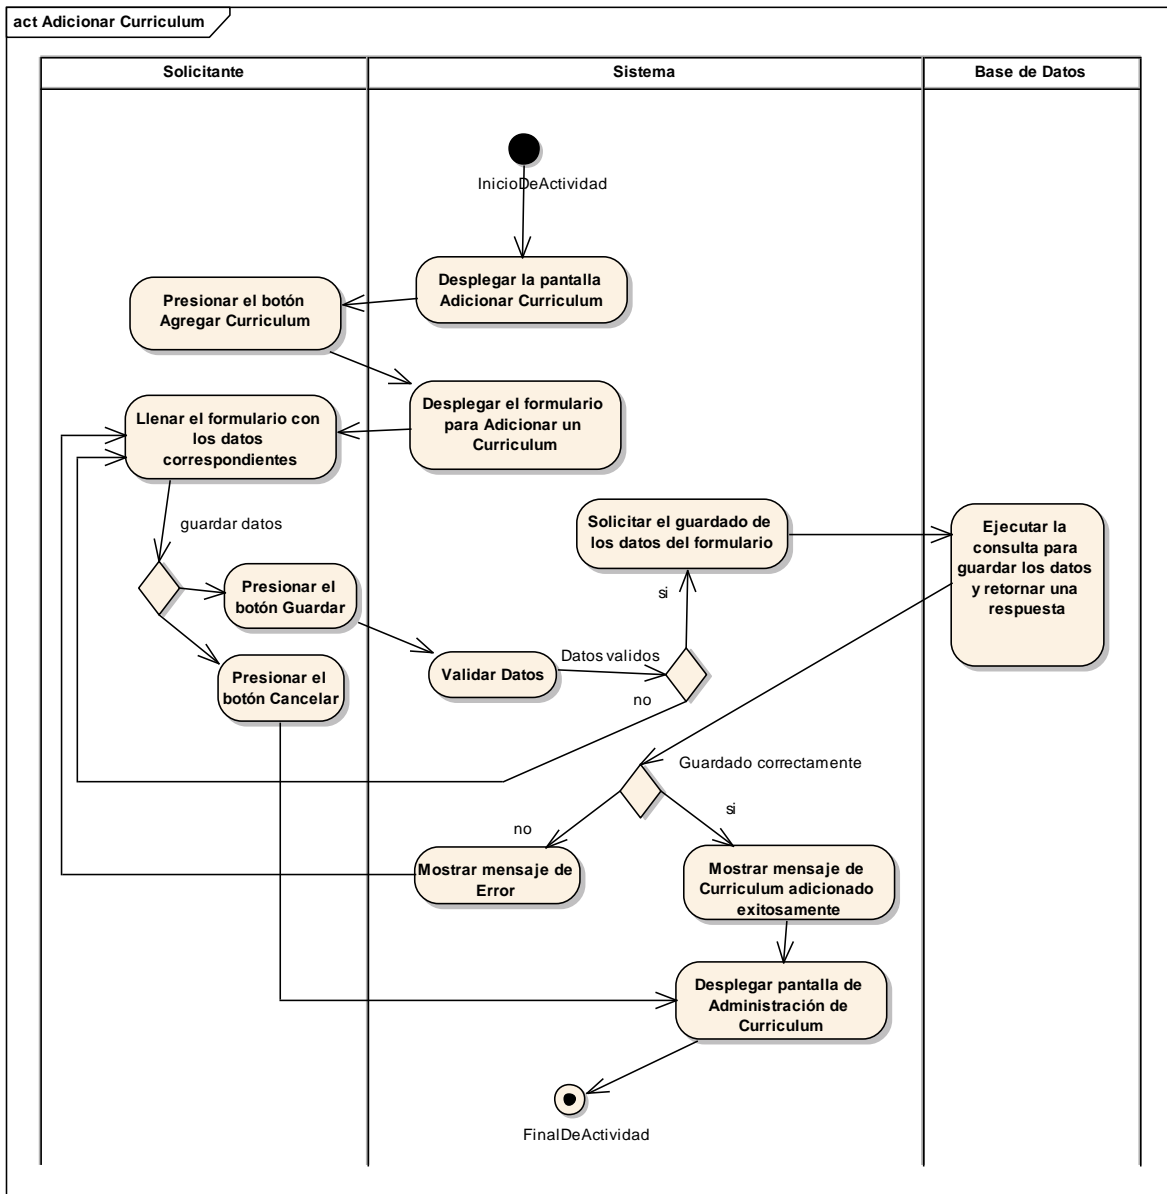 act Adicionar Curriculum
Solicitante
Sistema
Base de Datos
InicioDeActividad
Desplegar la pantalla
Adicionar Curriculum
Presionar el botón
Agregar Curriculum
Desplegar el formulario
para Adicionar un
Curriculum
Llenar el formulario con
los datos
correspondientes
guardar datos
Solicitar el guardado de
los datos del formulario
Ejecutar la
consulta para
guardar los datos
y retornar una
respuesta
Presionar el
botón Guardar
si
Datos validos
Validar Datos
Presionar el
botón Cancelar
no
Guardado correctamente
si
no
Mostrar mensaje de
Error
Mostrar mensaje de
Curriculum adicionado
exitosamente
Desplegar pantalla de
Administración de
Curriculum
FinalDeActividad